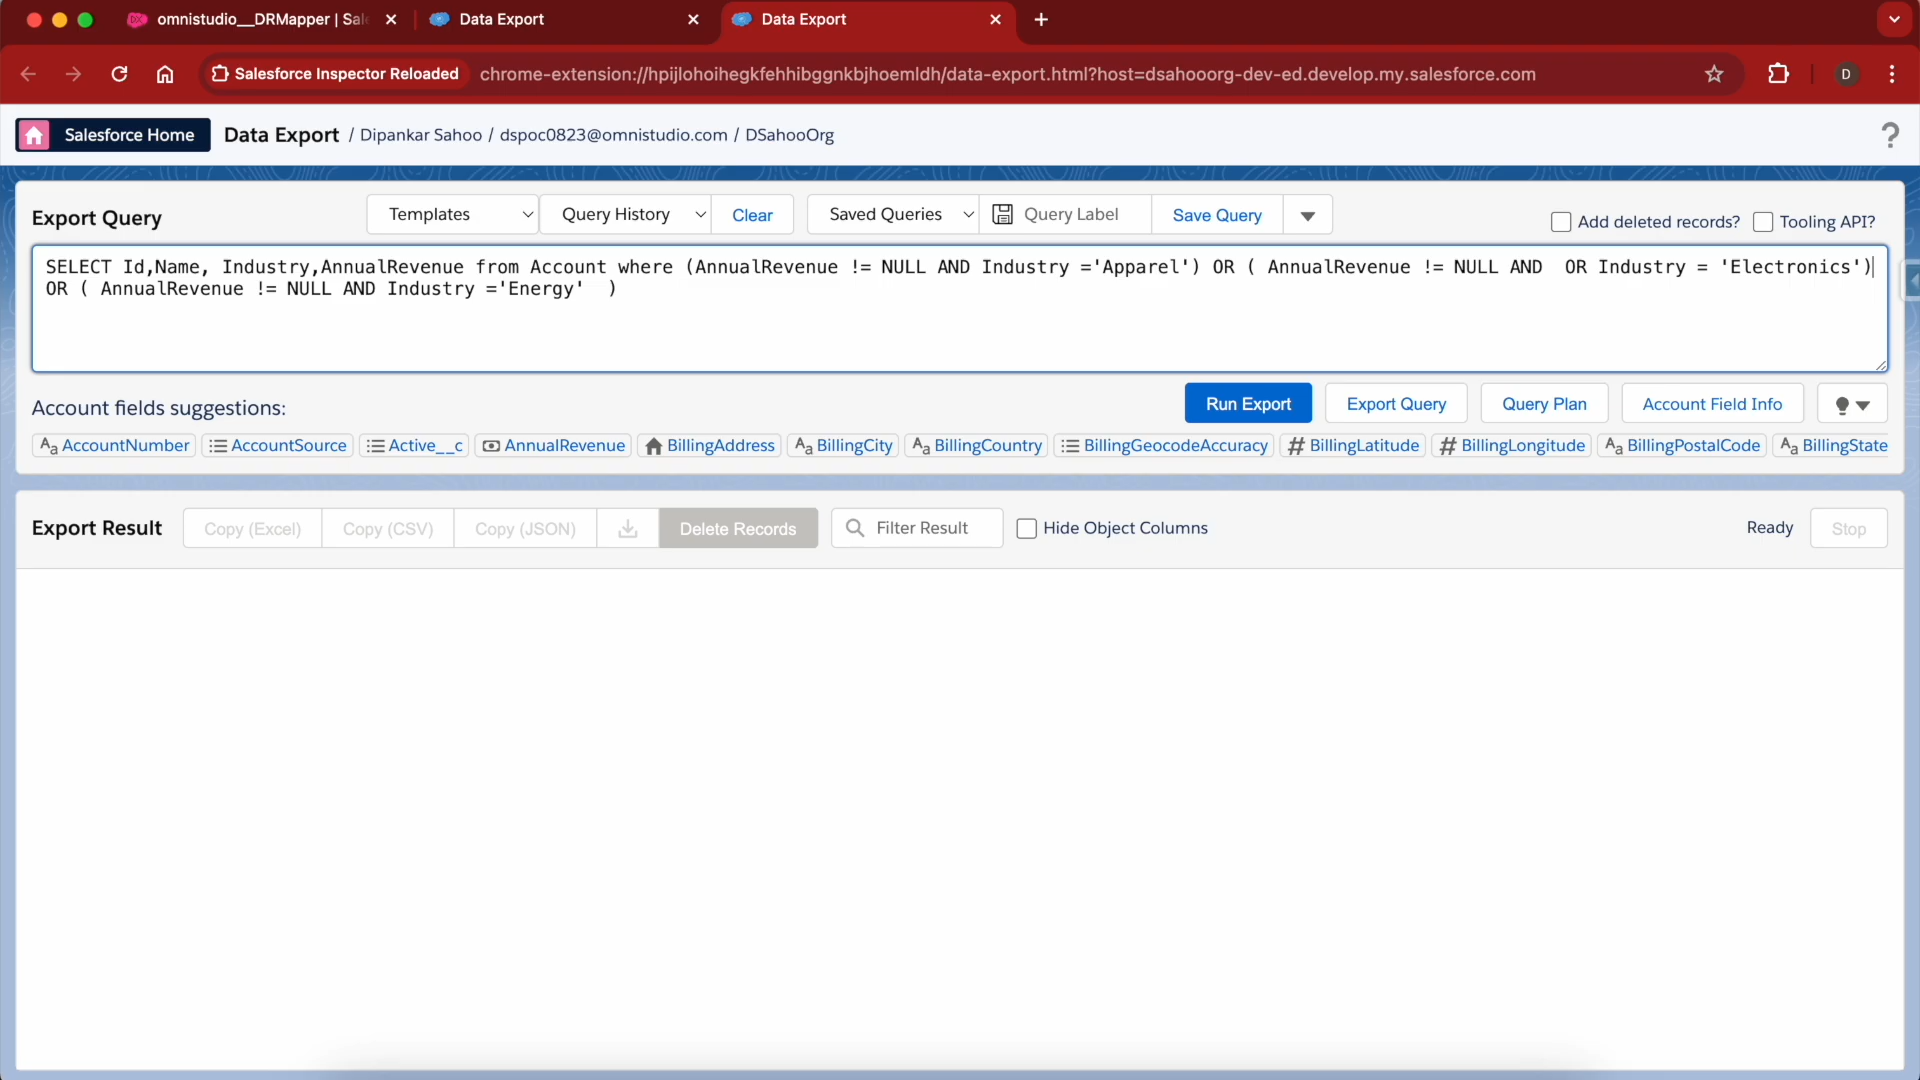 omnistudio__DRMapper | Sal
Data Export
Data Export
Salesforce Inspector Reloaded
chrome-extension://hpijlohoihegkfehhibggnkbjhoemldh/data-export.html?host=dsahooorg-dev-ed.develop.my.salesforce.com
D
Salesforce Home
Data Export / Dipankar Sahoo / dspoc0823@omnistudio.com / DSahooOrg
?
Export Query
Templates
Query History
Clear
Saved Queries
Query Label
Save Query
Add deleted records?
Tooling API?
SELECT Id,Name, Industry,AnnualRevenue from Account where (AnnualRevenue != NULL AND Industry ='Apparel') OR ( AnnualRevenue != NULL AND  OR Industry = 'Electronics')
OR ( AnnualRevenue != NULL AND Industry ='Energy'  )
Account fields suggestions:
Run Export
Export Query
Query Plan
Account Field Info
Aa AccountNumber
AccountSource
Active__c
AnnualRevenue
BillingAddress
Aa BillingCity
Aa BillingCountry
BillingGeocodeAccuracy
# BillingLatitude
# BillingLongitude
Aa BillingPostalCode
Aa BillingState
Export Result
Copy (Excel)
Copy (CSV)
Copy (JSON)
Delete Records
Filter Result
Hide Object Columns
Ready
Stop